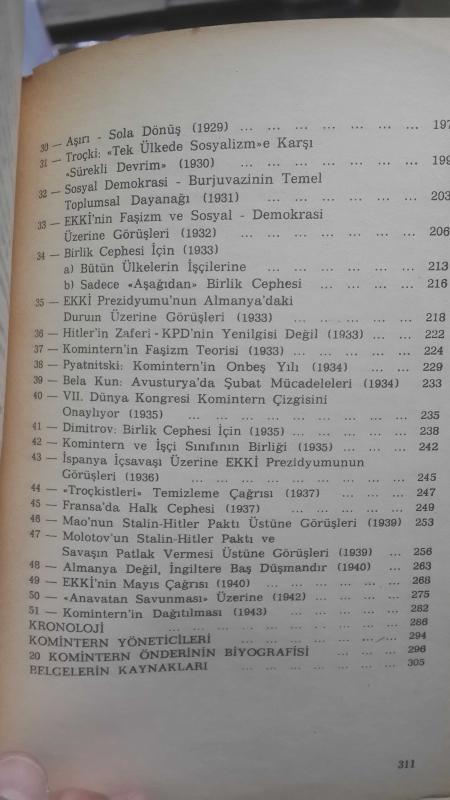 30 — Aşırı - Sola Dönüş (1929) ... ... ... ... ... ... ... 197
31 — Troçki: «Tek Ülkede Sosyalizm»e Karşı
«Sürekli Devrim» (1930) ... ... ... ... ... ... 199
32 — Sosyal Demokrasi - Burjuvazinin Temel
Toplumsal Dayanağı (1931) ... ... ... ... ... 203
33 — EKKİ'nin Faşizm ve Sosyal - Demokrasi
Üzerine Görüşleri (1932) ... ... ... ... ... 206
34 — Birlik Cephesi İçin (1933)
a) Bütün Ülkelerin İşçilerine ... ... ... ... ... 213
b) Sadece «Aşağıdan» Birlik Cephesi ... ... ... 216
35 — EKKİ Prezidyumu'nun Almanya'daki
Durum Üzerine Görüşleri (1933) ... ... ... ... 218
36 — Hitler'in Zaferi - KPD'nin Yenilgisi Değil (1933) ... ... 222
37 — Komintern'in Faşizm Teorisi (1933) ... ... ... ... 224
38 — Pyatnitski: Komintern'in Onbeş Yılı (1934) ... ... 229
39 — Bela Kun: Avusturya'da Şubat Mücadeleleri (1934) 233
40 — VII. Dünya Kongresi Komintern Çizgisini
Onaylıyor (1935) ... ... ... ... ... ... ... 235
41 — Dimitrov: Birlik Cephesi İçin (1935) ... ... ... ... 238
42 — Komintern ve İşçi Sınıfının Birliği (1935) ... ... ... 242
43 — İspanya İçsavaşı Üzerine EKKİ Prezidyumunun
Görüşleri (1936) ... ... ... ... ... ... ... 245
44 — «Troçkistleri» Temizleme Çağrısı (1937) ... ... ... 247
45 — Fransa'da Halk Cephesi (1937) ... ... ... ... ... 249
46 — Mao'nun Stalin-Hitler Paktı Üstüne Görüşleri (1939) 253
47 — Molotov'un Stalin-Hitler Paktı ve
Savaşın Patlak Vermesi Üstüne Görüşleri (1939) ... 256
48 — Almanya Değil, İngiltere Baş Düşmandır (1940) ... ... 263
49 — EKKİ'nin Mayıs Çağrısı (1940) ... ... ... ... ... 268
50 — «Anavatan Savunması» Üzerine (1942) ... ... ... ... 275
51 — Komintern'in Dağıtılması (1943) ... ... ... ... ... 282
KRONOLOJİ ... ... ... ... ... ... ... ... 286
KOMİNTERN YÖNETİCİLERİ ... ... ... ... ... ... 294
20 KOMİNTERN ÖNDERİNİN BİYOGRAFİSİ ... ... ... 296
BELGELERİN KAYNAKLARI ... ... ... ... ... ... 305
311